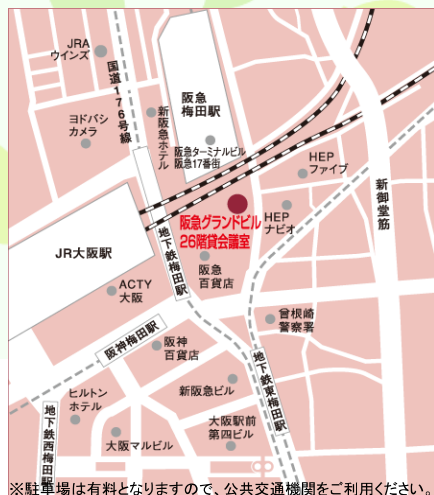 JRA
ウインズ
国道176号線
阪急
梅田駅
新阪急ホテル
ヨドバシ
カメラ
阪急ターミナルビル
阪急17番街
HEP
ファイブ
新御堂筋
HEP
ナビオ
阪急グランドビル
26階貸会議室
JR大阪駅
地下鉄梅田駅
阪急
百貨店
ACTY
大阪
曾根崎
警察署
阪神梅田駅
阪神
百貨店
地下鉄東梅田駅
新阪急ビル
ヒルトン
ホテル
地下鉄西梅田駅
大阪マルビル
大阪駅前
第四ビル
※駐車場は有料となりますので、公共交通機関をご利用ください。